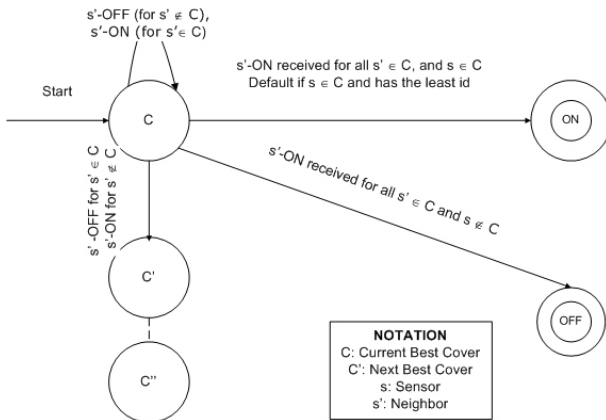 s'-OFF (for s' ∉ C),
s'-ON (for s'∈ C)
s'-ON received for all s' ∈ C, and s ∈ C
Default if s ∈ C and has the least id
Start
C
ON
s'-ON received for all s' ∈ C and s ∉ C
s' -OFF for s' ∈ C
s'-ON for s' ∉ C
C'
OFF
NOTATION
C: Current Best Cover
C': Next Best Cover
s: Sensor
s': Neighbor
C''